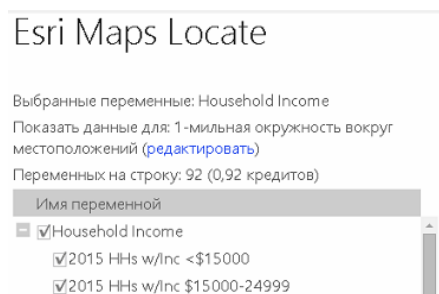 Esri Maps Locate
Выбранные переменные: Household Income
Показать данные для: 1-мильная окружность вокруг
местоположений (редактировать)
Переменных на строку: 92 (0,92 кредитов)
Имя переменной
Household Income
2015 HHs w/Inc <$15000
2015 HHs w/Inc $15000-24999